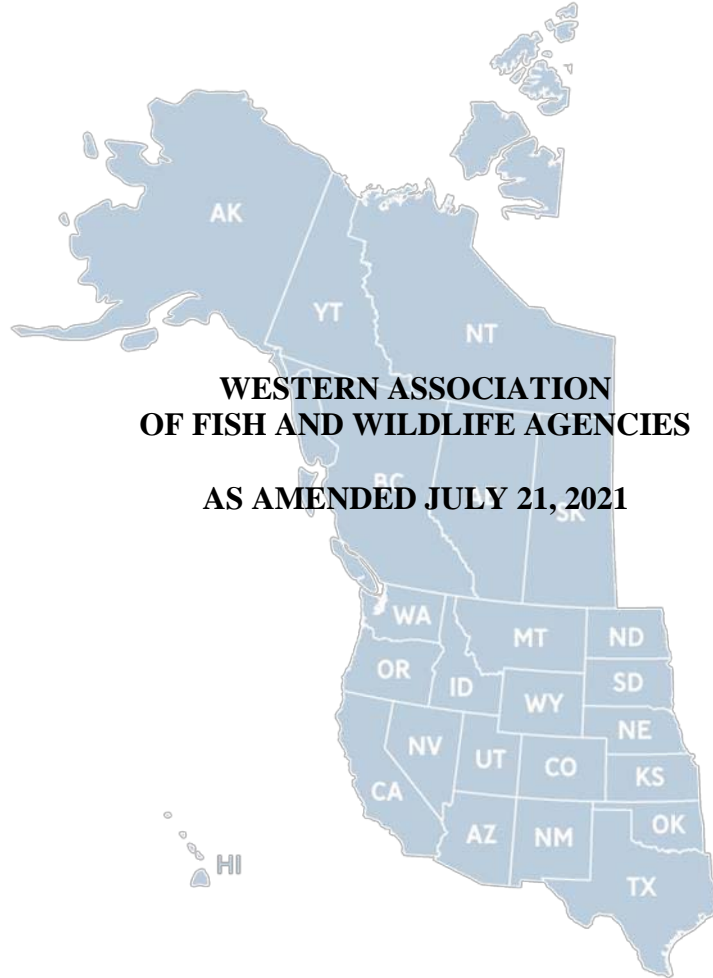 AK
YT
NT
WESTERN ASSOCIATION
OF FISH AND WILDLIFE AGENCIES
BC
AS AMENDED JULY 21, 2021
SK
WA
MT
ND
OR
ID
SD
WY
NE
NV
UT
CO
KS
CA
OK
AZ
NM
HI
TX